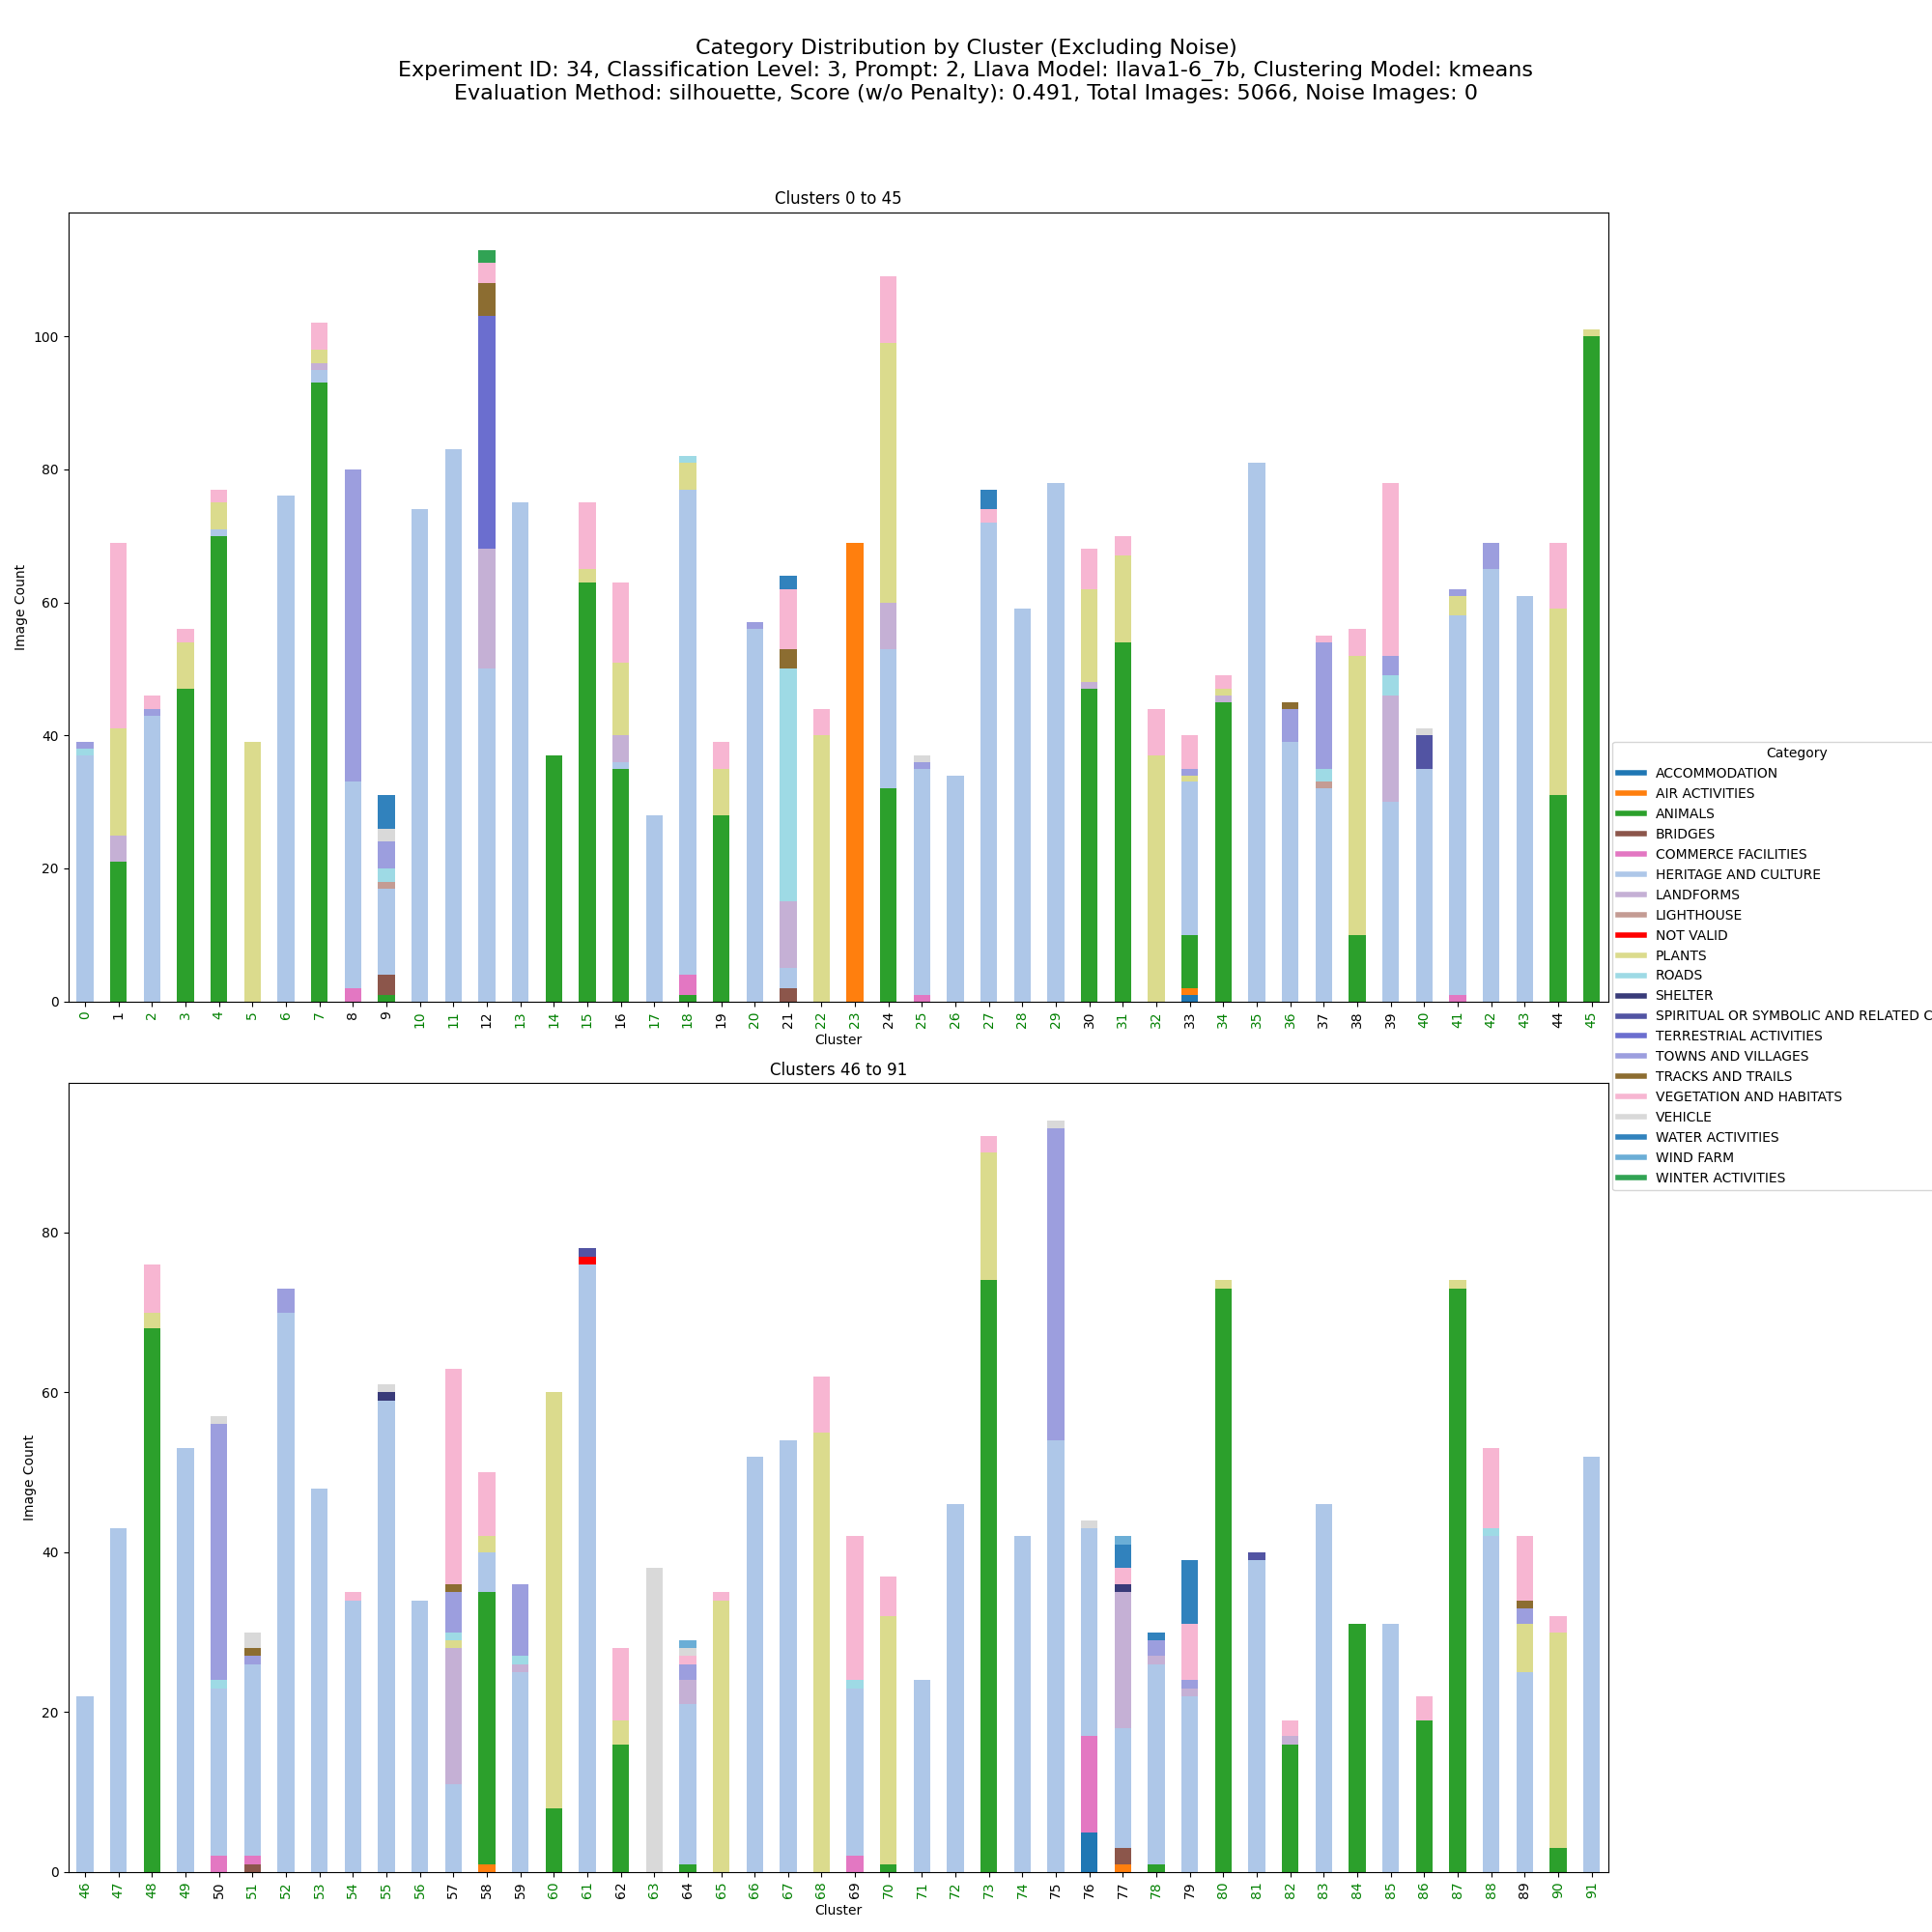 Category Distribution by Cluster (Excluding Noise)
Experiment ID: 34, Classification Level: 3, Prompt: 2, Llava Model: llava1-6_7b, Clustering Model: kmeans
Evaluation Method: silhouette, Score (w/o Penalty): 0.491, Total Images: 5066, Noise Images: 0
Clusters 0 to 45
Image Count
100
80
60
40
20
0
0 1 2 3 4 5 6 7 8 9 10 11 12 13 14 15 16 17 18 19 20 21 22 23 24 25 26 27 28 29 30 31 32 33 34 35 36 37 38 39 40 41 42 43 44 45
Cluster
Category
ACCOMMODATION
AIR ACTIVITIES
ANIMALS
BRIDGES
COMMERCE FACILITIES
HERITAGE AND CULTURE
LANDFORMS
LIGHTHOUSE
NOT VALID
PLANTS
ROADS
SHELTER
SPIRITUAL OR SYMBOLIC AND RELATED C
TERRESTRIAL ACTIVITIES
TOWNS AND VILLAGES
TRACKS AND TRAILS
VEGETATION AND HABITATS
VEHICLE
WATER ACTIVITIES
WIND FARM
WINTER ACTIVITIES
Clusters 46 to 91
Image Count
80
60
40
20
0
46 47 48 49 50 51 52 53 54 55 56 57 58 59 60 61 62 63 64 65 66 67 68 69 70 71 72 73 74 75 76 77 78 79 80 81 82 83 84 85 86 87 88 89 90 91
Cluster